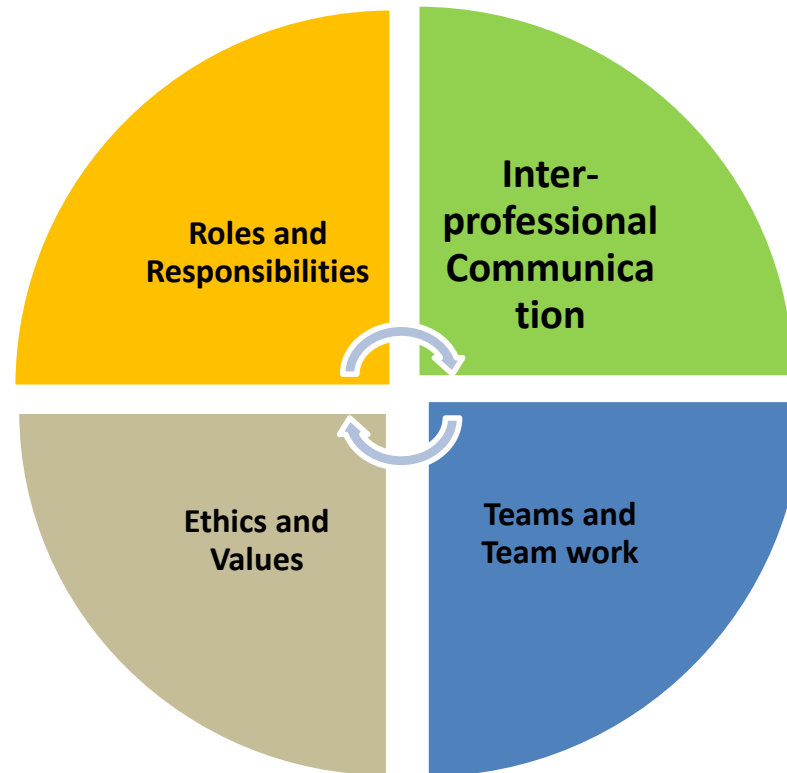 Roles and
Responsibilities
Inter-
professional
Communica
tion
Ethics and
Values
Teams and
Team work